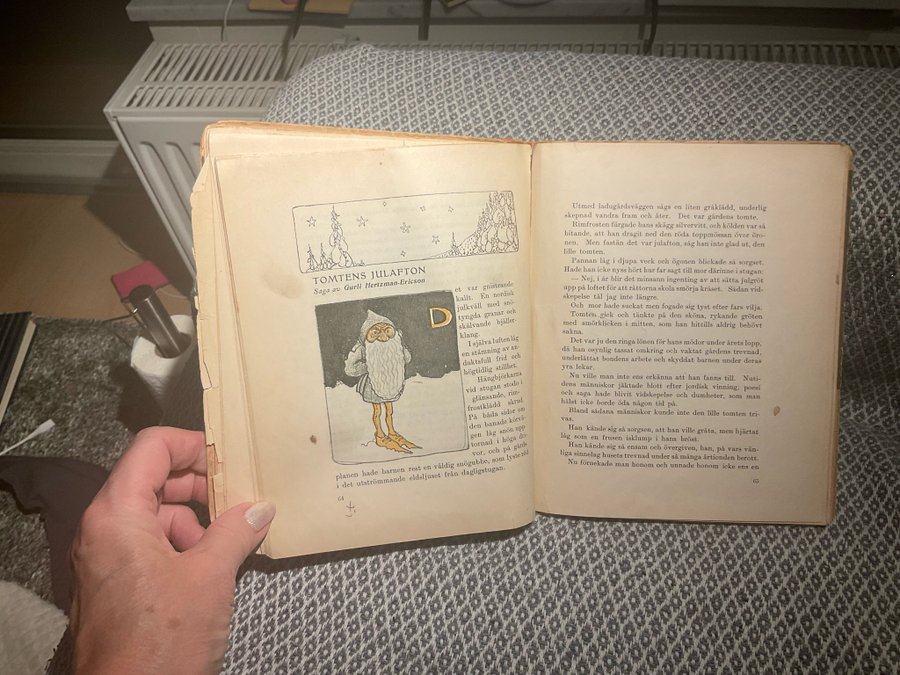 TOMTENS JULAFTON
Saga av Gurli Hertzman-Ericson
Det var gnistrande
kallt. En nordisk
julkväll med snö-
tyngda granar och
skälvande bjäller-
klang.
I själva luften låg
en stämning av an-
daktsfull frid och
högtidlig stillhet.
Hängbjörkarna
vid stugan stodo i
glänsande, rim-
frostklädd skrud
På båda sidor om
den banade körvä-
gen låg snön upp
tornad i höga dri-
vor, och på gårds
planen hade barnen rest en väldig snögubbe, som lyste röd
i det utströmmande eldsljuset från dagligstugan.
64
Utmed ladugårdsväggen sågs en liten gråklädd, underlig
skepnad vandra fram och åter. Det var gårdens tomte.
Rimfrosten färgade hans skägg silvervitt, och kölden var så
bitande, att han dragit ned den röda toppmössan över öro-
nen. Men fastän det var julafton, såg han inte glad ut, den
lille tomten.
Pannan låg i djupa veck och ögonen blickade så sorgset.
Hade han icke nyss hört hur far sagt till mor därinne i stugan:
— Nej, i år blir det minsann ingenting av att sätta julgröt
upp på loftet för att råttorna skola smörja kråset. Sådan vid-
skepelse tål jag inte längre.
Och mor hade suckat men fogade sig tyst efter fars vilja.
Tomten gick och tänkte på den sköna, rykande gröten
med smörklicken i mitten, som han hittills aldrig behövt
sakna.
Det var ju den ringa lönen för hans mödor under årets lopp,
då han osynlig tassat omkring och vaktat gårdens trevnad,
underlättat bondens arbete och skyddat barnen under deras
yra lekar.
Nu ville man inte ens erkänna att han fanns till. Nuti-
dens människor jäktade blott efter jordisk vinning; poesi
och saga hade blivit vidskepelse och dumheter, som man
hälst icke borde öda någon tid på.
Bland sådana människor kunde inte den lille tomten tri-
vas.
Han kände sig så sorgsen, att han ville gråta, men hjärtat
låg som en frusen isklump i hans bröst.
Han kände sig så ensam och övergiven, han, på vars vän-
liga sinnelag husets trevnad under så många årtionden berott.
Nu förnekade man honom och unnade honom icke ens en
65